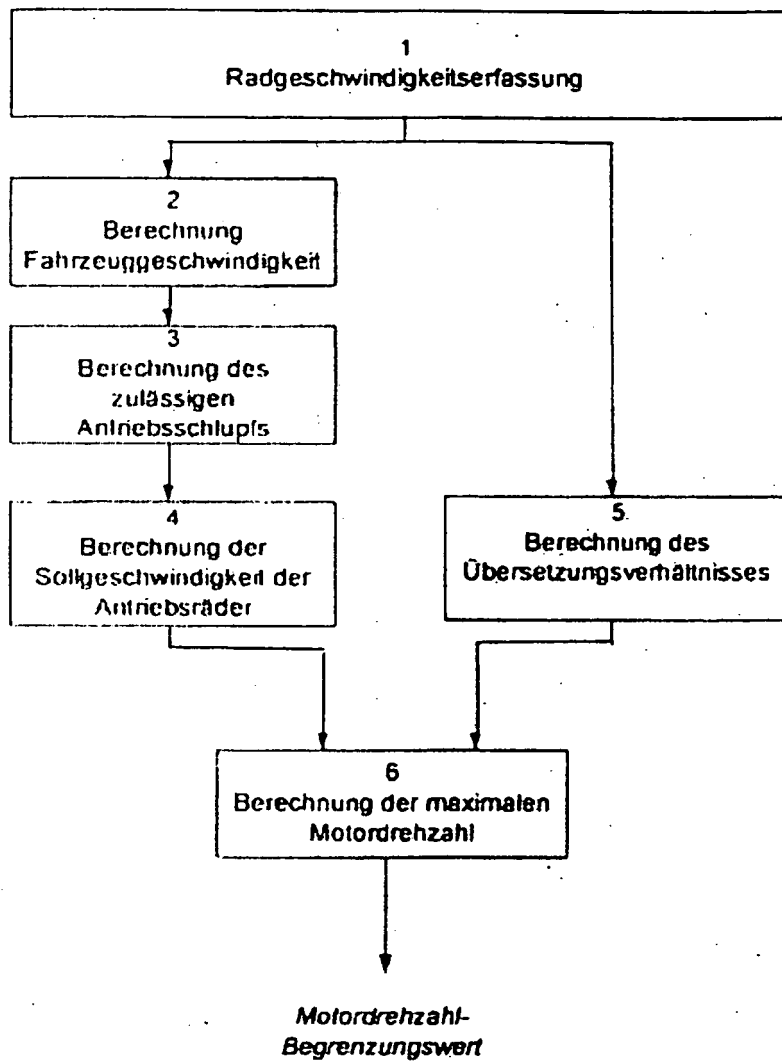 1
Radgeschwindigkeitserfassung
2
Berechnung
Fahrzeuggeschwindigkeit
3
Berechnung des
zulässigen
Antriebsschlupfs
4
Berechnung der
Sollgeschwindigkeit der
Antriebsräder
5
Berechnung des
Übersetzungsverhältnisses
6
Berechnung der maximalen
Motordrehzahl
Motordrehzahl-
Begrenzungswert